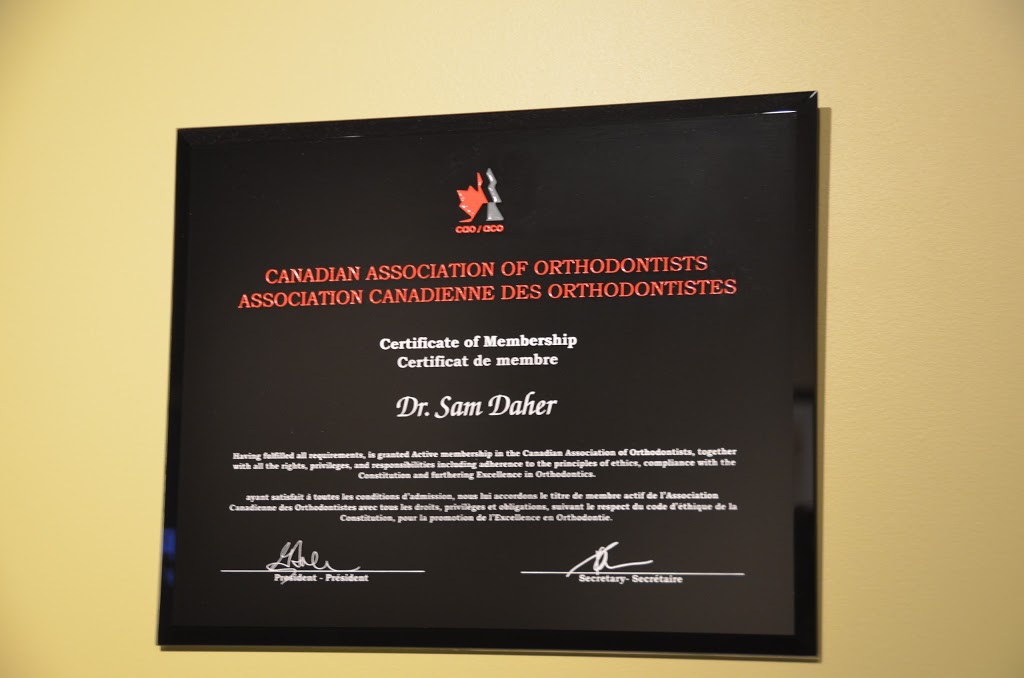 cao/aco
CANADIAN ASSOCIATION OF ORTHODONTISTS
ASSOCIATION CANADIENNE DES ORTHODONTISTES
Certificate of Membership
Certificat de membre
Dr. Sam Daher
Having fulfilled all requirements, is granted Active membership in the Canadian Association of Orthodontists, together
with all the rights, privileges, and responsibilities including adherence to the principles of ethics, compliance with the
Constitution and furthering Excellence in Orthodontics.
ayant satisfait á toutes les conditions d'admission, nous lui accordons le titre de membre actif de l'Association
Canadienne des Orthodontistes avec tous les droits, privilèges et obligations, suivant le respect du code d'éthique de la
Constitution, pour la promotion de l'Excellence en Orthodontie.
President - Président
Secretary- Secrétaire